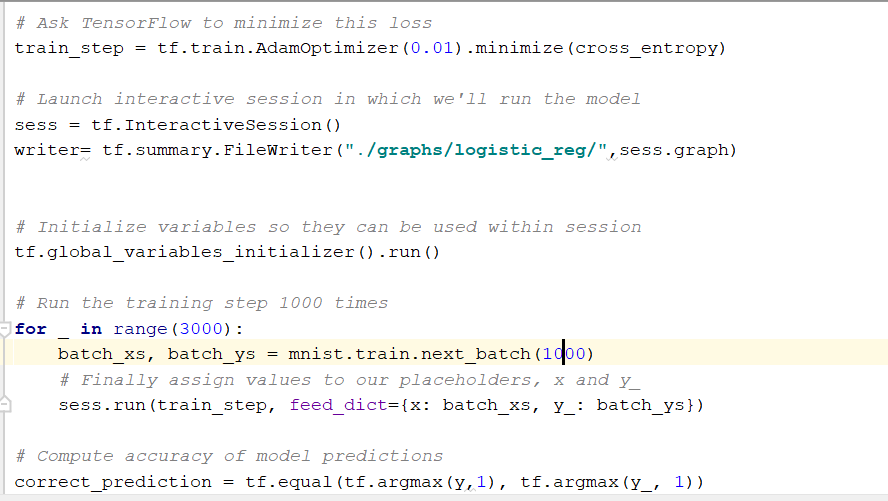 # Ask TensorFlow to minimize this loss
train_step = tf.train.AdamOptimizer(0.01).minimize(cross_entropy)
# Launch interactive session in which we'll run the model
sess = tf.InteractiveSession()
writer= tf.summary.FileWriter("./graphs/logistic_reg/",sess.graph)
# Initialize variables so they can be used within session
tf.global_variables_initializer().run()
# Run the training step 1000 times
for _ in range(3000):
    batch_xs, batch_ys = mnist.train.next_batch(1000)
    # Finally assign values to our placeholders, x and y_
    sess.run(train_step, feed_dict={x: batch_xs, y_: batch_ys})
# Compute accuracy of model predictions
correct_prediction = tf.equal(tf.argmax(y,1), tf.argmax(y_, 1))